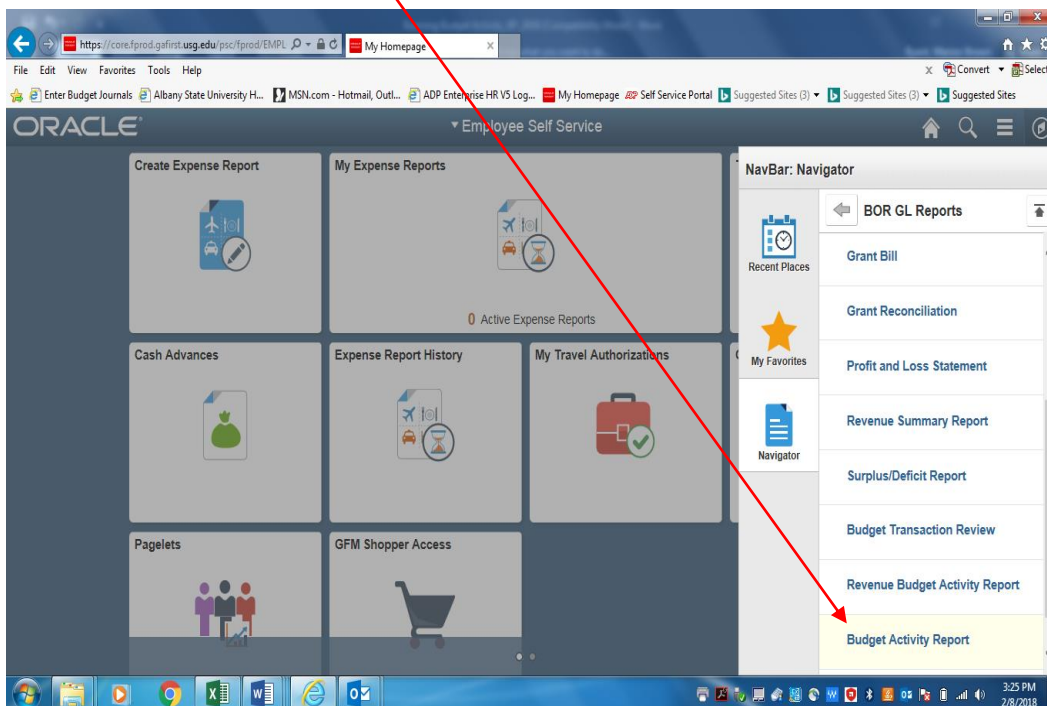 https://core.fprod.gafirst.usg.edu/psc/fprod/EMPL
My Homepage
File Edit View Favorites Tools Help
x Convert Select
Enter Budget Journals Albany State University H... MSN.com - Hotmail, Outl... ADP Enterprise HR V5 Log... My Homepage Self Service Portal Suggested Sites (3) Suggested Sites (3) Suggested Sites
ORACLE
Employee Self Service
Create Expense Report
My Expense Reports
0 Active Expense Reports
Cash Advances
Expense Report History
My Travel Authorizations
Pagelets
GFM Shopper Access
NavBar: Navigator
Recent Places
My Favorites
Navigator
BOR GL Reports
Grant Bill
Grant Reconciliation
Profit and Loss Statement
Revenue Summary Report
Surplus/Deficit Report
Budget Transaction Review
Revenue Budget Activity Report
Budget Activity Report
3:25 PM
2/8/2018